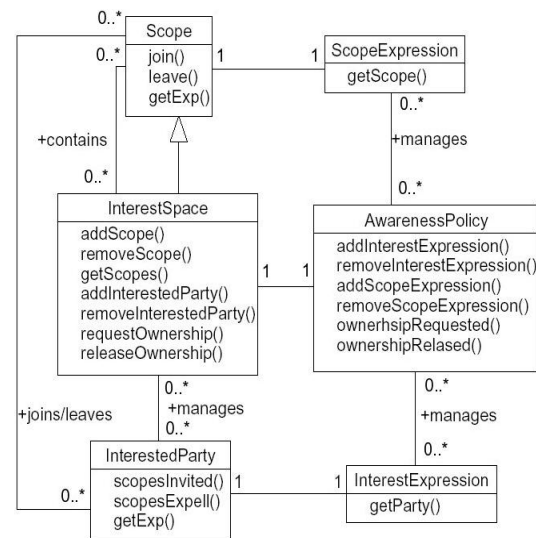 0..*
Scope
0..*
join()
leave()
getExp()
1
1
ScopeExpression
getScope()
0..*
+manages
0..*
+contains
0..*
InterestSpace
addScope()
removeScope()
getScopes()
addInterestedParty()
removeInterestedParty()
requestOwnership()
releaseOwnership()
1
1
AwarenessPolicy
addInterestExpression()
removeInterestExpression()
addScopeExpression()
removeScopeExpression()
ownerhsipRequested()
ownershipRelased()
0..*
+manages
0..*
0..*
+manages
0..*
+joins/leaves
0..*
InterestedParty
scopesInvited()
scopesExpell()
getExp()
1
1
InterestExpression
getParty()